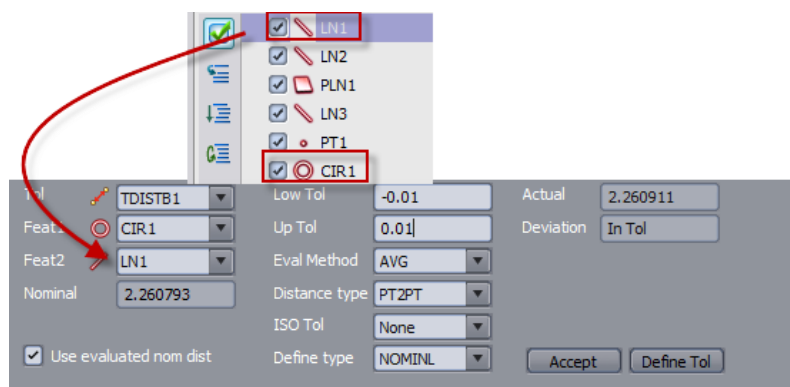 LN1
LN2
PLN1
LN3
PT1
CIR1
Tol TDISTB1 Low Tol -0.01 Actual 2.260911
Feat1 CIR1 Up Tol 0.01 Deviation In Tol
Feat2 LN1 Eval Method AVG
Nominal 2.260793 Distance type PT2PT
ISO Tol None
Use evaluated nom dist Define type NOMINL Accept Define Tol